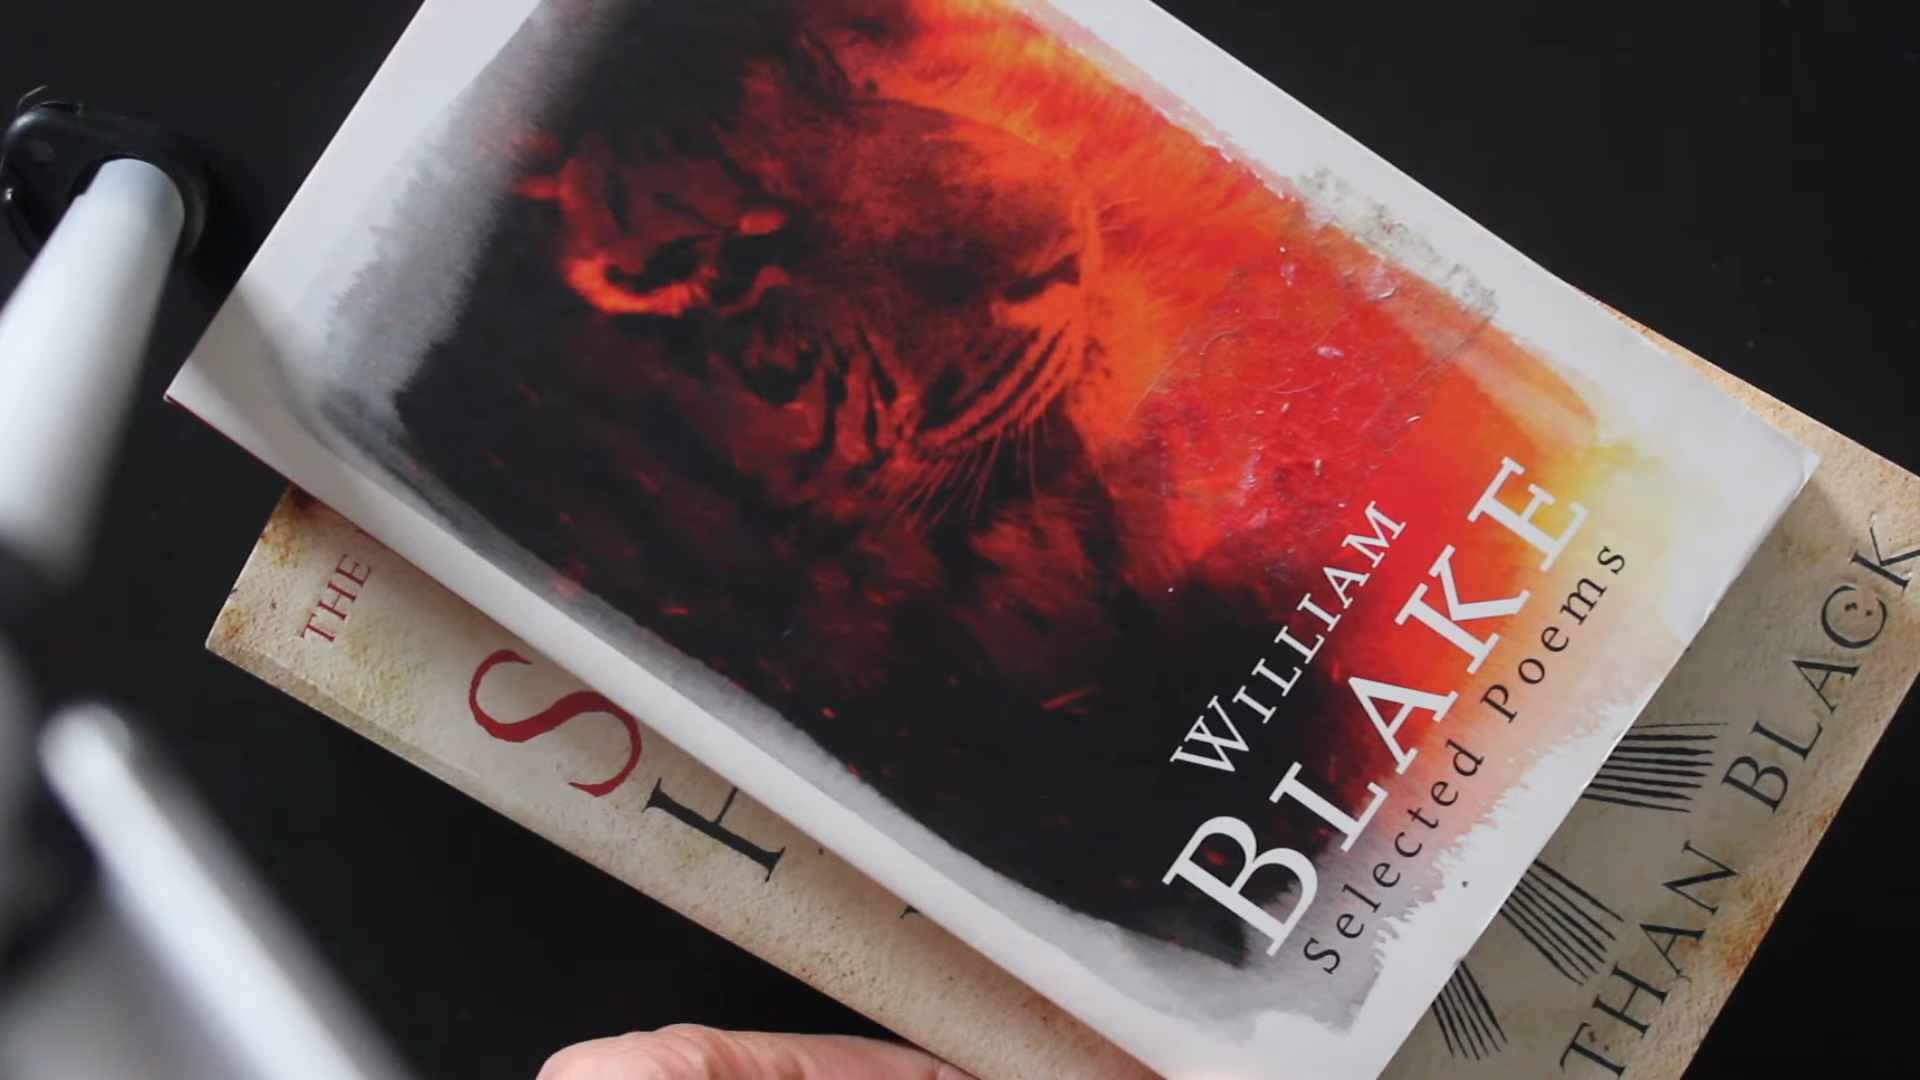 WILLIAM
BLAKE
Selected Poems
THE
S
H
THAN BLACK